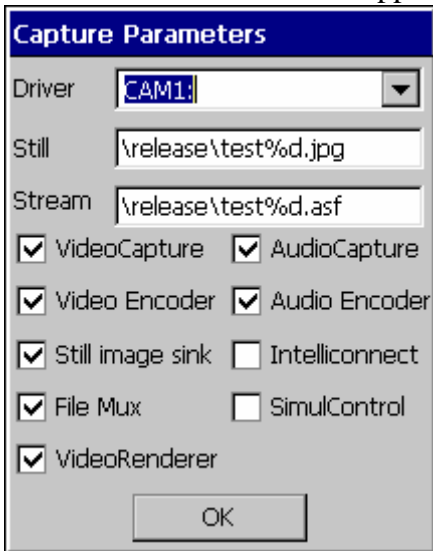 Capture Parameters
Driver CAM1:
Still \release\test%d.jpg
Stream \release\test%d.asf
VideoCapture AudioCapture
Video Encoder Audio Encoder
Still image sink Intelliconnect
File Mux SimulControl
VideoRenderer
OK